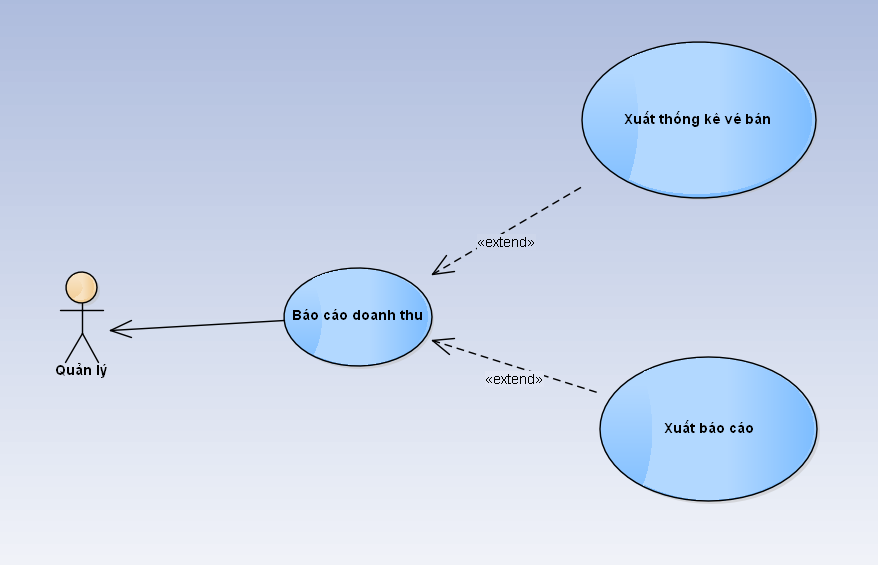 Xuất thống kê vé bán
«extend»
Báo cáo doanh thu
Quản lý
«extend»
Xuất báo cáo